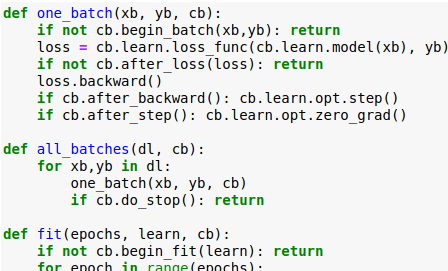 def one_batch(xb, yb, cb):
    if not cb.begin_batch(xb,yb): return
    loss = cb.learn.loss_func(cb.learn.model(xb), yb)
    if not cb.after_loss(loss): return
    loss.backward()
    if cb.after_backward(): cb.learn.opt.step()
    if cb.after_step(): cb.learn.opt.zero_grad()

def all_batches(dl, cb):
    for xb,yb in dl:
        one_batch(xb, yb, cb)
        if cb.do_stop(): return

def fit(epochs, learn, cb):
    if not cb.begin_fit(learn): return
    for epoch in range(epochs):